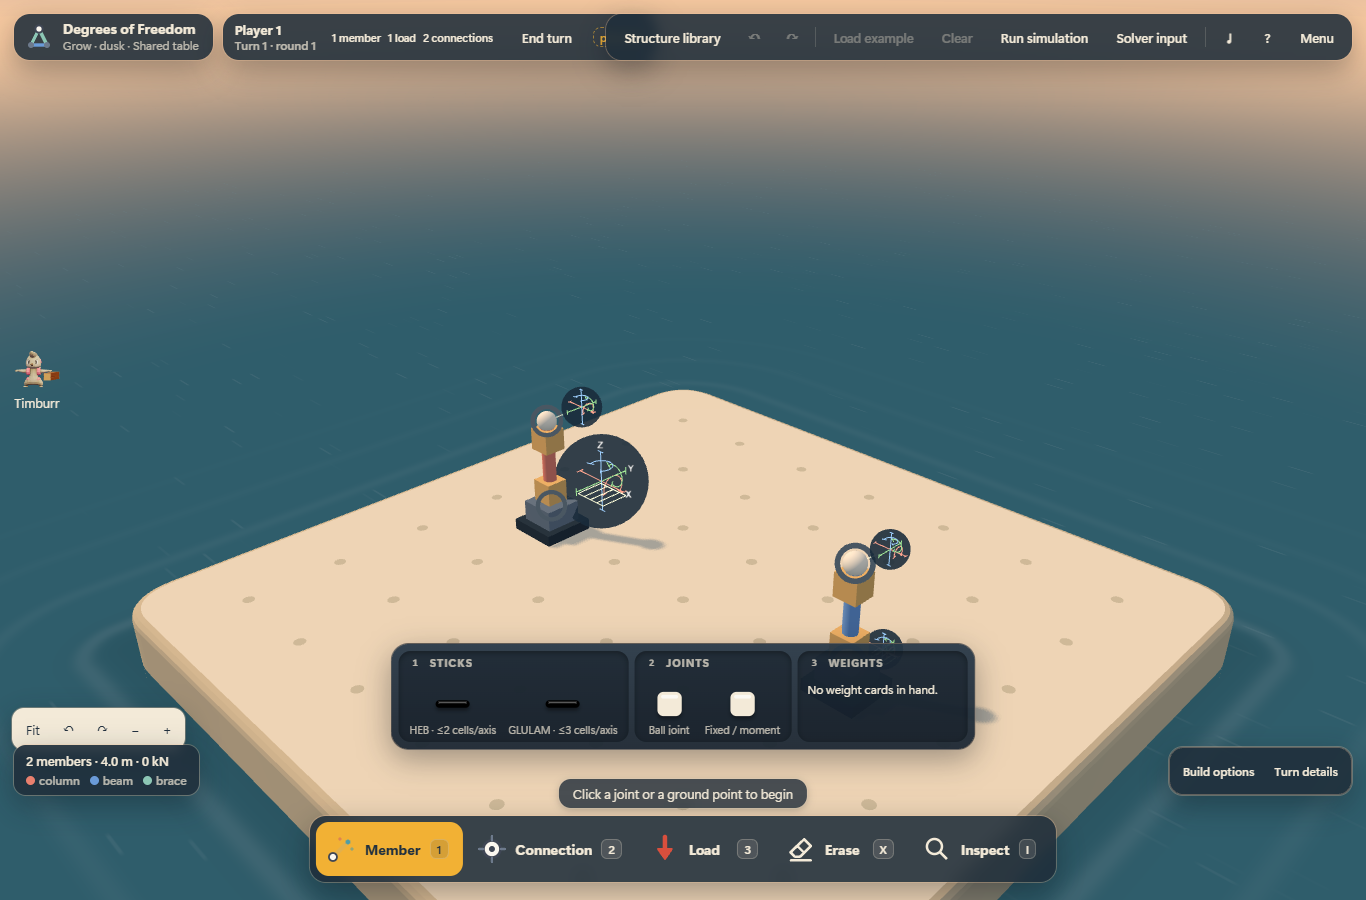 Degrees of Freedom
Grow · dusk · Shared table
Player 1
Turn 1 · round 1
1 member 1 load 2 connections
End turn
Structure library
Load example
Clear
Run simulation
Solver input
?
Menu
Timburr
Z
Y
X
1 STICKS
HEB · ≤2 cells/axis
GLULAM · ≤3 cells/axis
2 JOINTS
Ball joint
Fixed / moment
3 WEIGHTS
No weight cards in hand.
Fit
−
+
2 members · 4.0 m · 0 kN
column
beam
brace
Build options
Turn details
Click a joint or a ground point to begin
Member 1
Connection 2
Load 3
Erase X
Inspect I